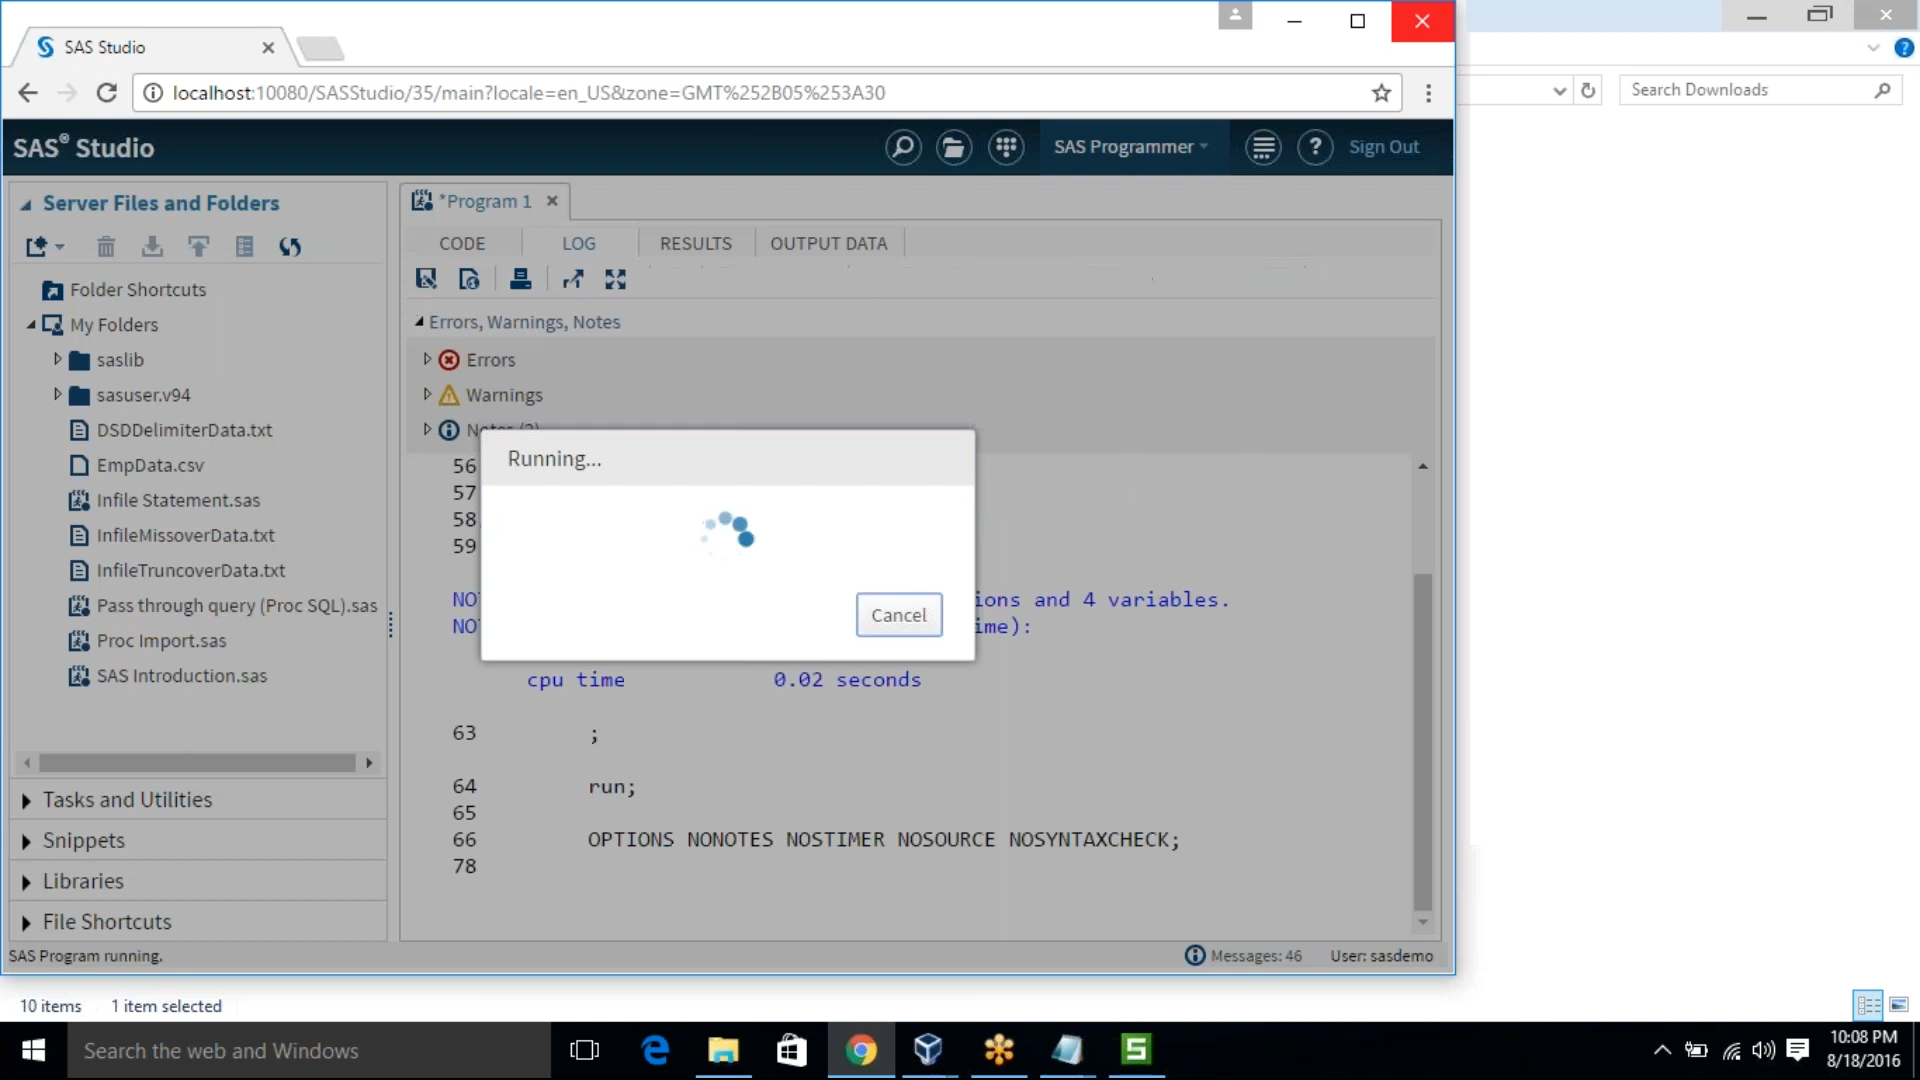 SAS Studio
localhost:10080/SASStudio/35/main?locale=en_US&zone=GMT%252B05%253A30
Search Downloads
SAS® Studio
SAS Programmer
Sign Out
Server Files and Folders
*Program 1
CODE
LOG
RESULTS
OUTPUT DATA
Folder Shortcuts
My Folders
saslib
sasuser.v94
DSDDelimiterData.txt
EmpData.csv
Infile Statement.sas
InfileMissoverData.txt
InfileTruncoverData.txt
Pass through query (Proc SQL).sas
Proc Import.sas
SAS Introduction.sas
Tasks and Utilities
Snippets
Libraries
File Shortcuts
Errors, Warnings, Notes
Errors
Warnings
Running...
Cancel
56
57
58
59
ions and 4 variables.
ime):
cpu time 0.02 seconds
63 ;
64 run;
65
66 OPTIONS NONOTES NOSTIMER NOSOURCE NOSYNTAXCHECK;
78
SAS Program running.
Messages: 46
User: sasdemo
10 items 1 item selected
Search the web and Windows
10:08 PM
8/18/2016